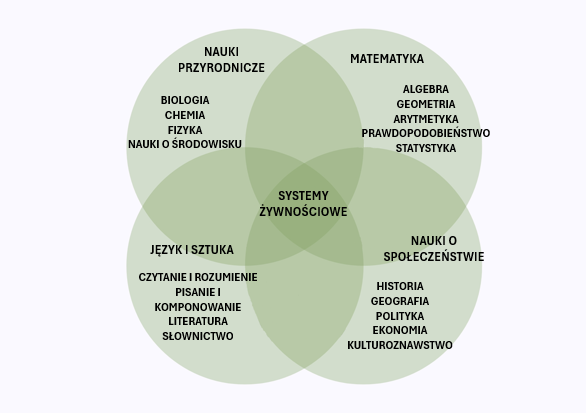 NAUKI
PRZYRODNICZE
BIOLOGIA
CHEMIA
FIZYKA
NAUKI O ŚRODOWISKU
MATEMATYKA
ALGEBRA
GEOMETRIA
ARYTMETYKA
PRAWDOPODOBIEŃSTWO
STATYSTYKA
SYSTEMY
ŻYWNOŚCIOWE
JĘZYK I SZTUKA
CZYTANIE I ROZUMIENIE
PISANIE I
KOMPONOWANIE
LITERATURA
SŁOWNICTWO
NAUKI O
SPOŁECZEŃSTWIE
HISTORIA
GEOGRAFIA
POLITYKA
EKONOMIA
KULTUROZNAWSTWO